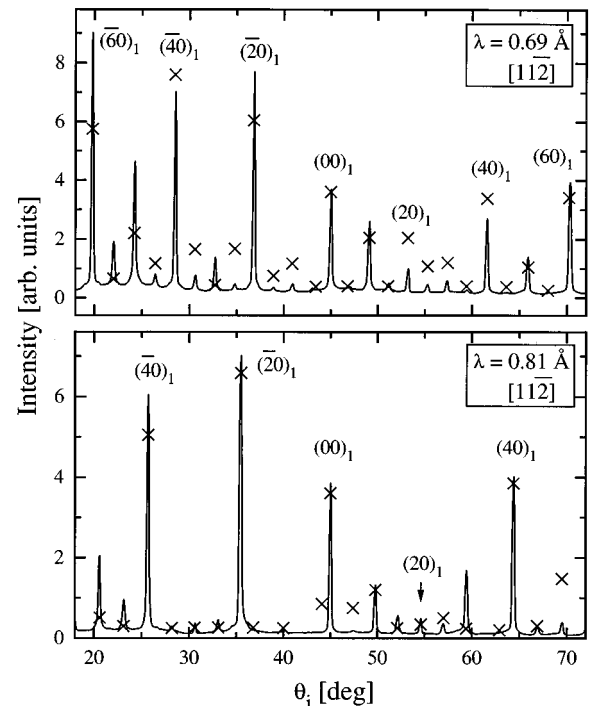 (6̅0)₁ (4̅0)₁ (2̅0)₁
λ = 0.69 Å
[112̅]
(00)₁ (20)₁ (40)₁ (60)₁
8
6
4
2
0
Intensity [arb. units]
(4̅0)₁ (2̅0)₁
λ = 0.81 Å
[112̅]
(00)₁ (20)₁ (40)₁
6
4
2
0
20 30 40 50 60 70
θᵢ [deg]